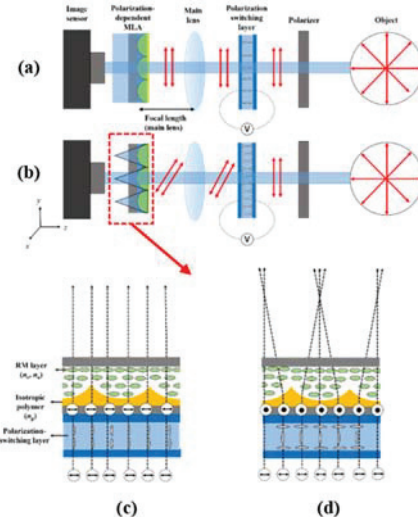 Image
sensor
Polarization-
dependent
MLA
Main
lens
Polarization
switching
layer
Polarizer
Object
(a)
Focal length
(main lens)
V
(b)
V
y
z
x
RM layer
(nₒ, nₑ)
Isotropic
polymer
(nₚ)
Polarization-
switching layer
(c)
(d)